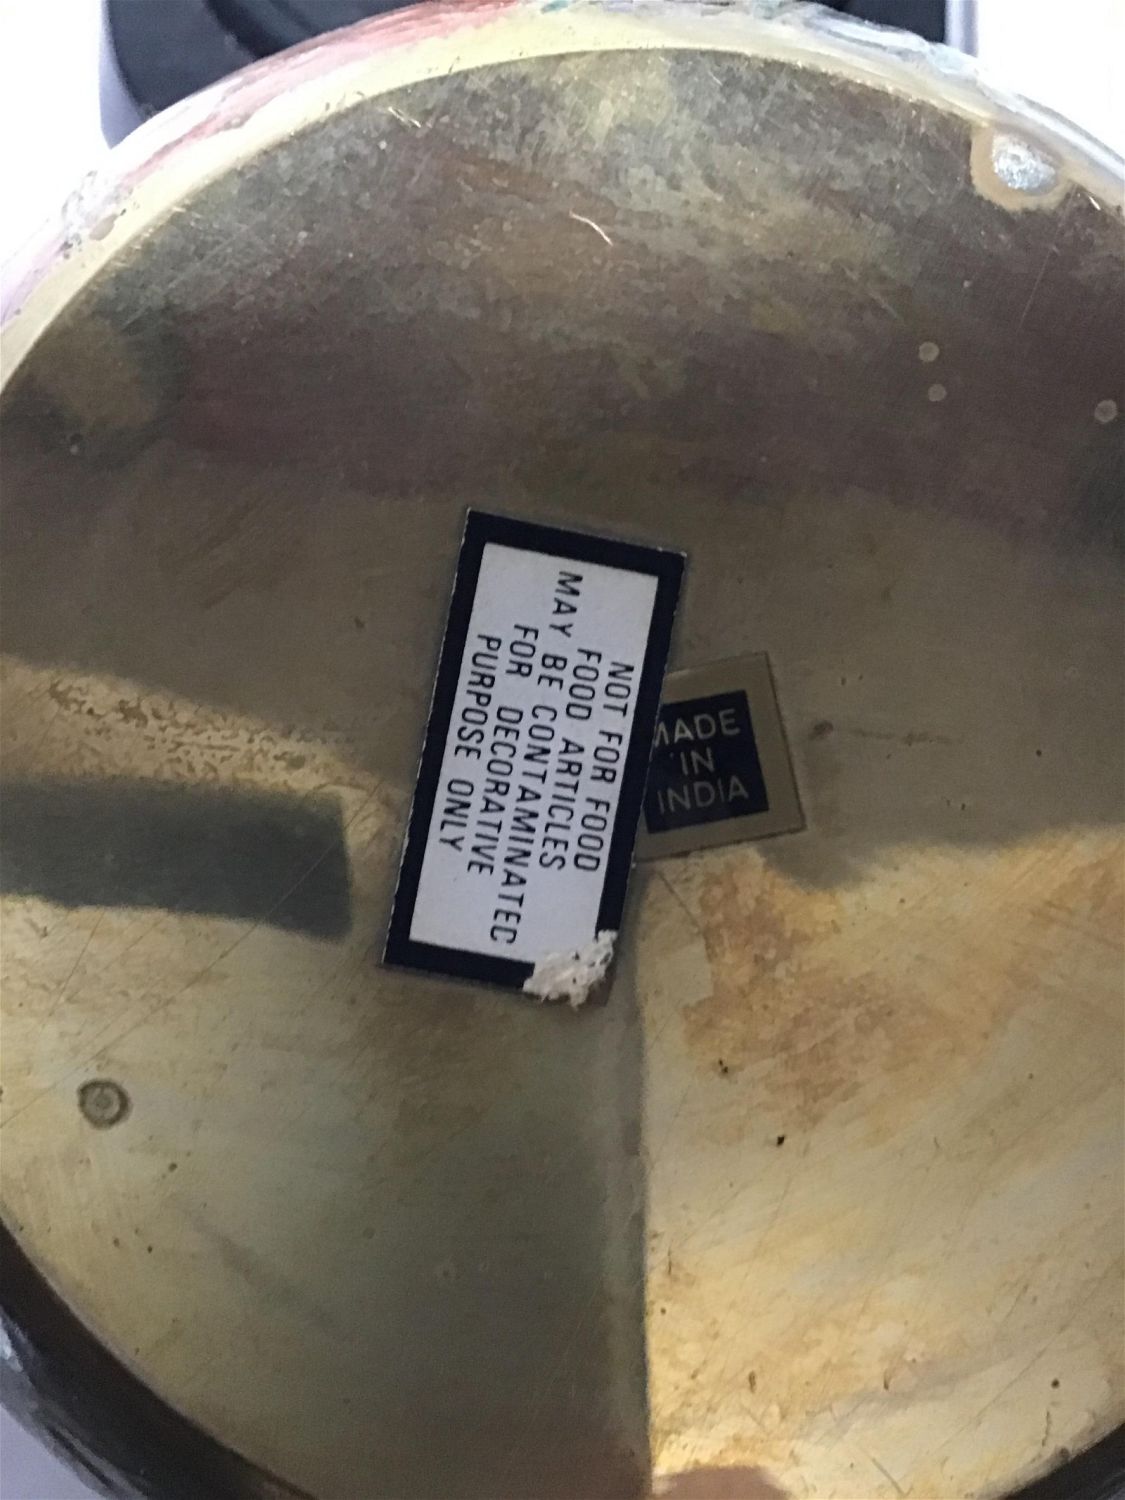 NOT FOR FOOD
FOOD ARTICLES
MAY BE CONTAMINATED
FOR DECORATIVE
PURPOSE ONLY
MADE
IN
INDIA